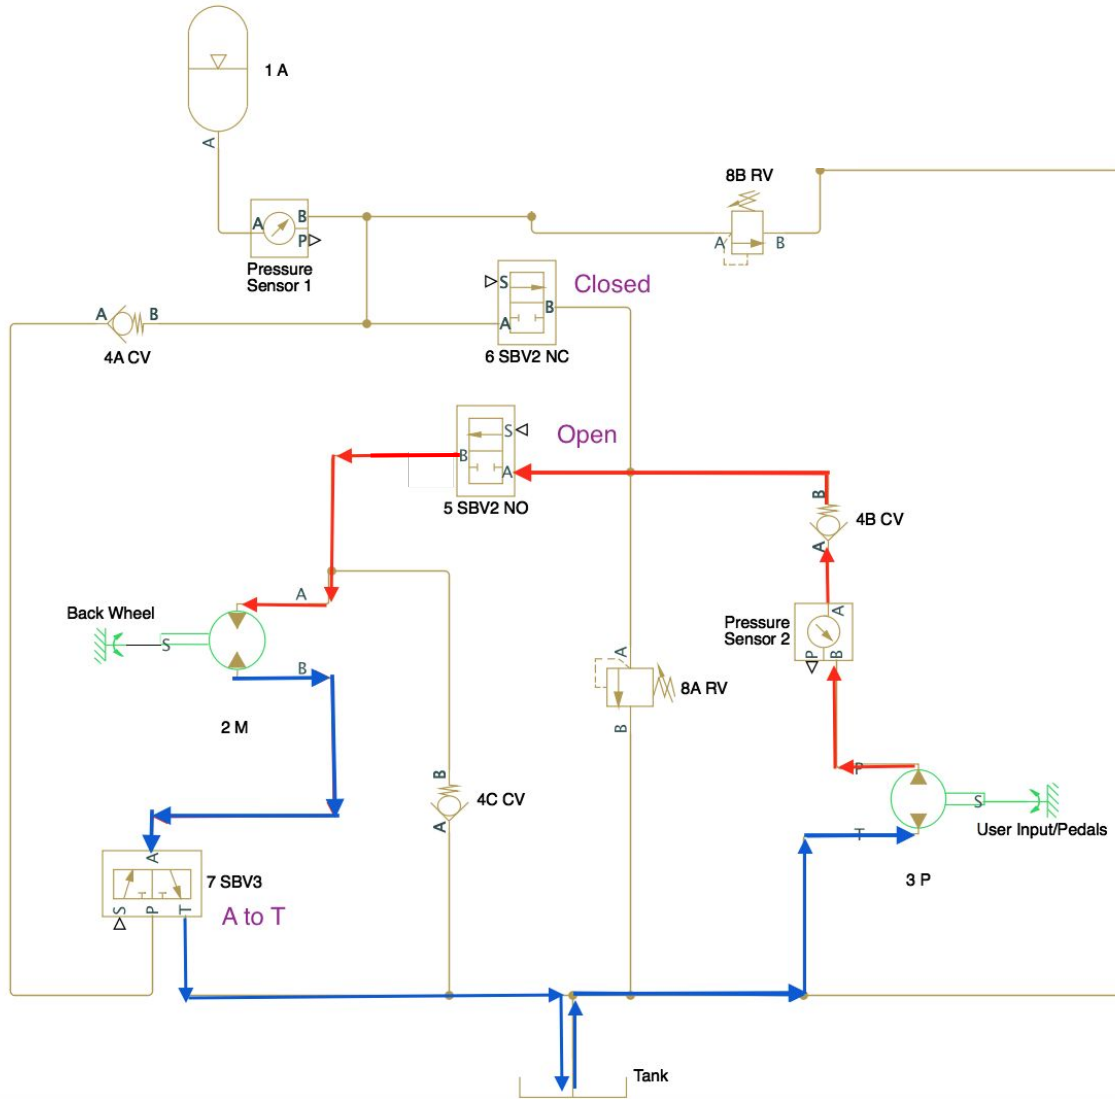 1 A
A
8B RV
A
B
P
Pressure
Sensor 1
A
B
S
Closed
B
A
6 SBV2 NC
A
B
4A CV
S
Open
B
A
5 SBV2 NO
B
4B CV
A
A
Back Wheel
S
B
2 M
Pressure
Sensor 2
A
P
B
A
8A RV
B
P
S
User Input/Pedals
T
3 P
B
4C CV
A
A
7 SBV3
S
P
T
A to T
Tank